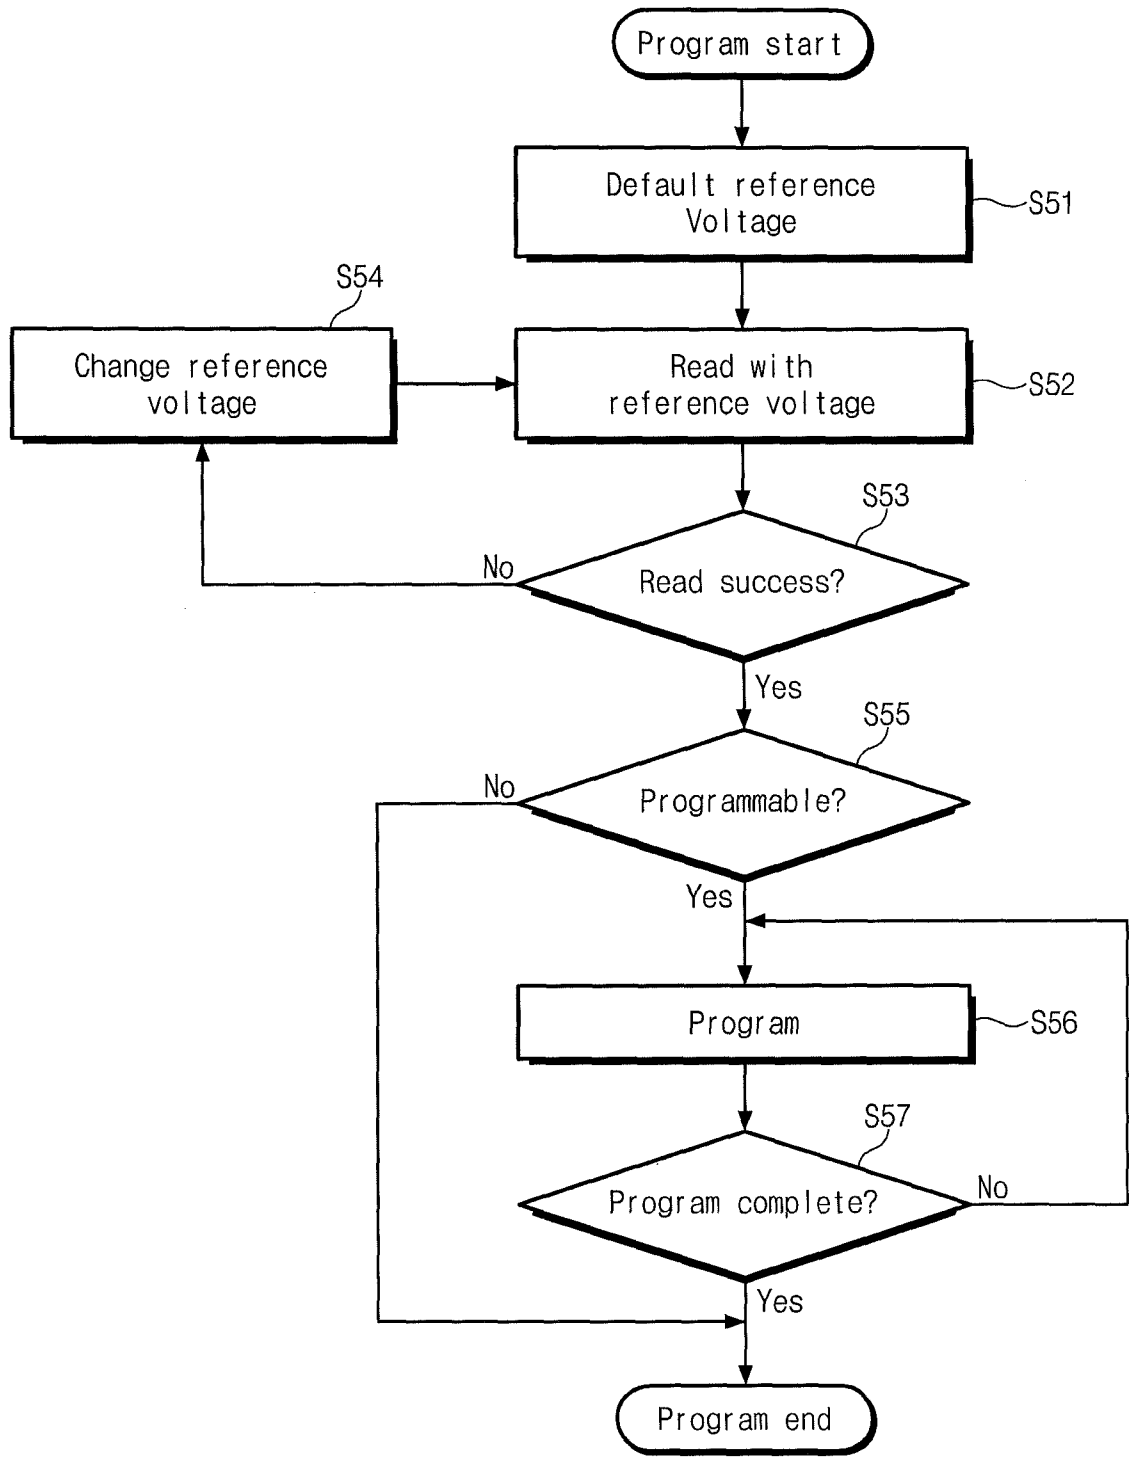 Program start
Default reference
Voltage
S51
S54
Change reference
voltage
Read with
reference voltage
S52
S53
No
Read success?
Yes
S55
No
Programmable?
Yes
Program
S56
S57
Program complete?
No
Yes
Program end